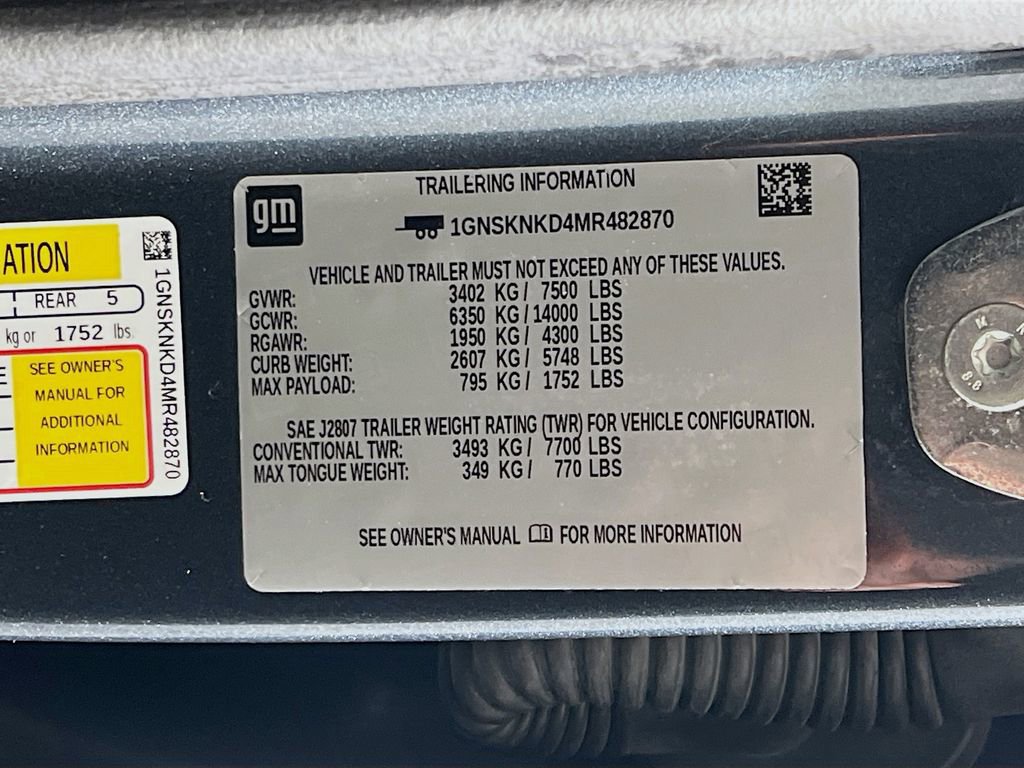 ATION
REAR 5
kg or 1752 lbs.
SEE OWNER'S
MANUAL FOR
ADDITIONAL
INFORMATION
1GNSKNKD4MR482870
gm
TRAILERING INFORMATION
1GNSKNKD4MR482870
VEHICLE AND TRAILER MUST NOT EXCEED ANY OF THESE VALUES.
GVWR: 3402 KG / 7500 LBS
GCWR: 6350 KG / 14000 LBS
RGAWR: 1950 KG / 4300 LBS
CURB WEIGHT: 2607 KG / 5748 LBS
MAX PAYLOAD: 795 KG / 1752 LBS
SAE J2807 TRAILER WEIGHT RATING (TWR) FOR VEHICLE CONFIGURATION.
CONVENTIONAL TWR: 3493 KG / 7700 LBS
MAX TONGUE WEIGHT: 349 KG / 770 LBS
SEE OWNER'S MANUAL FOR MORE INFORMATION
8.8